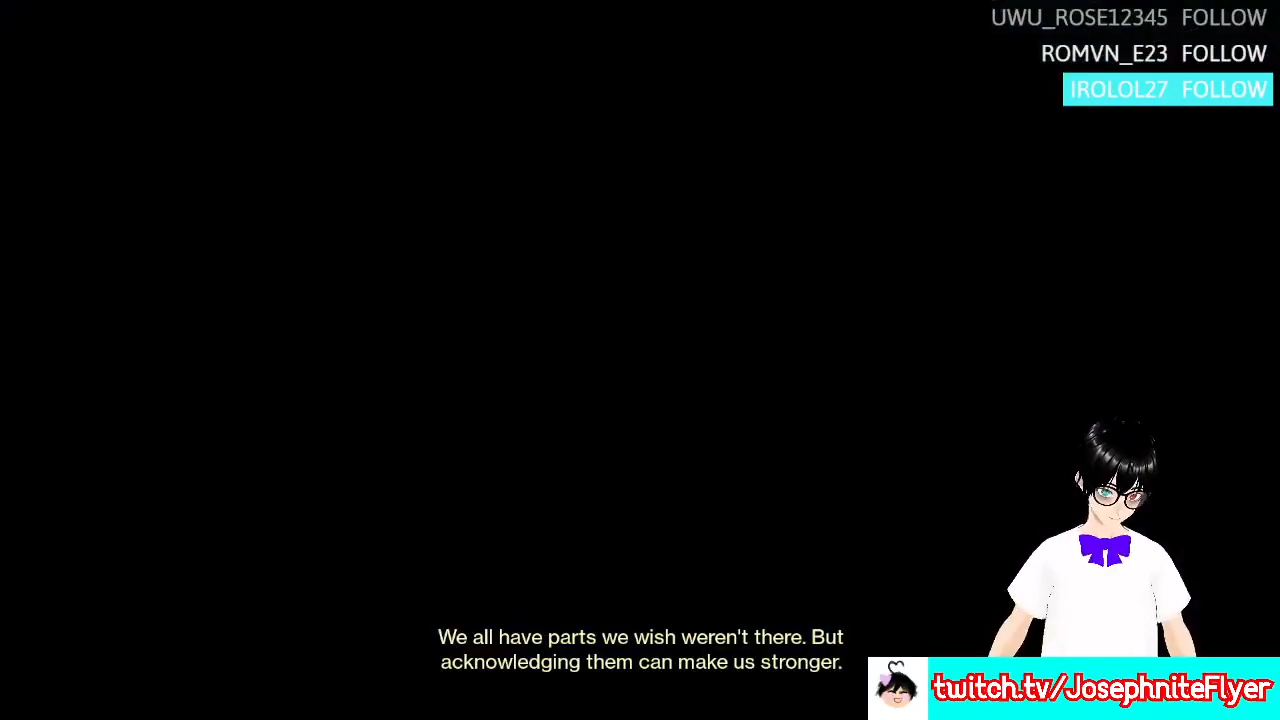 UWU_ROSE12345 FOLLOW
ROMVN_E23 FOLLOW
IROLOL27 FOLLOW
We all have parts we wish weren't there. But
acknowledging them can make us stronger.
twitch.tv/JosephniteFlyer